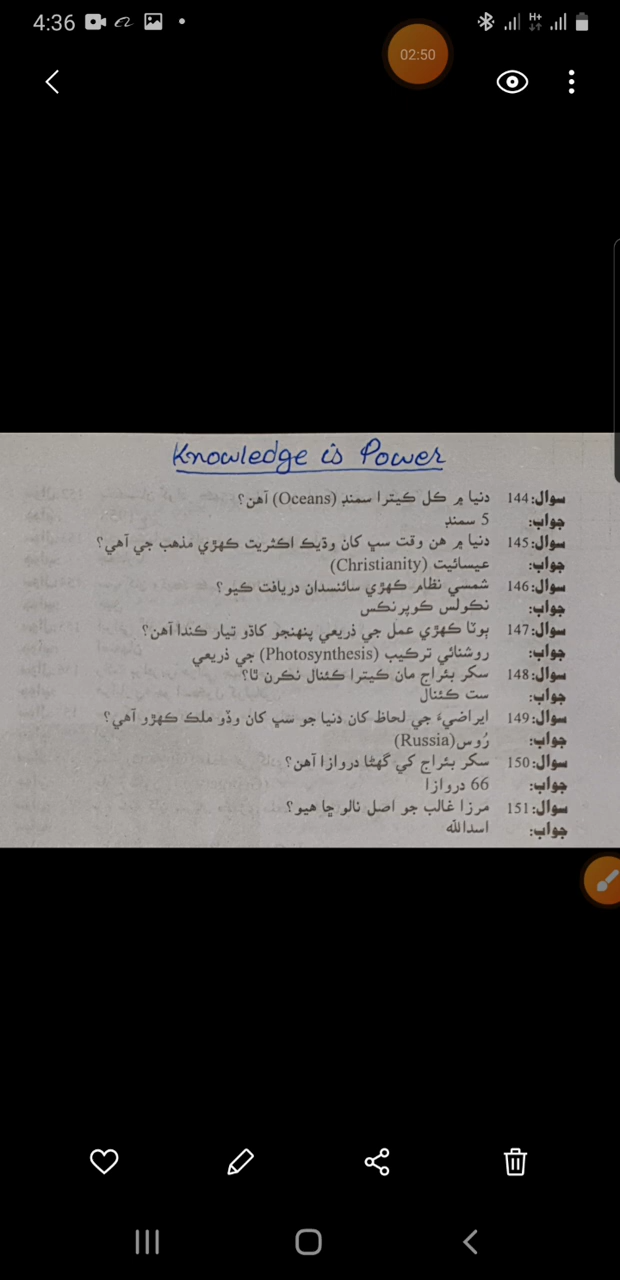 4:36
H+
02:50
Knowledge is Power
سوال:144 دنيا ۾ ڪل ڪيترا سمنڊ (Oceans) آهن؟
جواب: 5 سمنڊ
سوال:145 دنيا ۾ هن وقت سڀ کان وڌيڪ اڪثريت ڪهڙي مذهب جي آهي؟
جواب: عيسائيت (Christianity)
سوال:146 شمسي نظام ڪهڙي سائنسدان دريافت ڪيو؟
جواب: نڪولس ڪوپرنڪس
سوال:147 ٻوٽا ڪهڙي عمل جي ذريعي پنهنجو کاڌو تيار ڪندا آهن؟
جواب: روشنائي ترڪيب (Photosynthesis) جي ذريعي
سوال:148 سکر بئراج مان ڪيترا ڪئنال نڪرن ٿا؟
جواب: ست ڪئنال
سوال:149 ايراضيءَ جي لحاظ کان دنيا جو سڀ کان وڏو ملڪ ڪهڙو آهي؟
جواب: رُوس(Russia)
سوال:150 سکر بئراج کي گهڻا دروازا آهن؟
جواب: 66 دروازا
سوال:151 مرزا غالب جو اصل نالو ڇا هيو؟
جواب: اسدالله